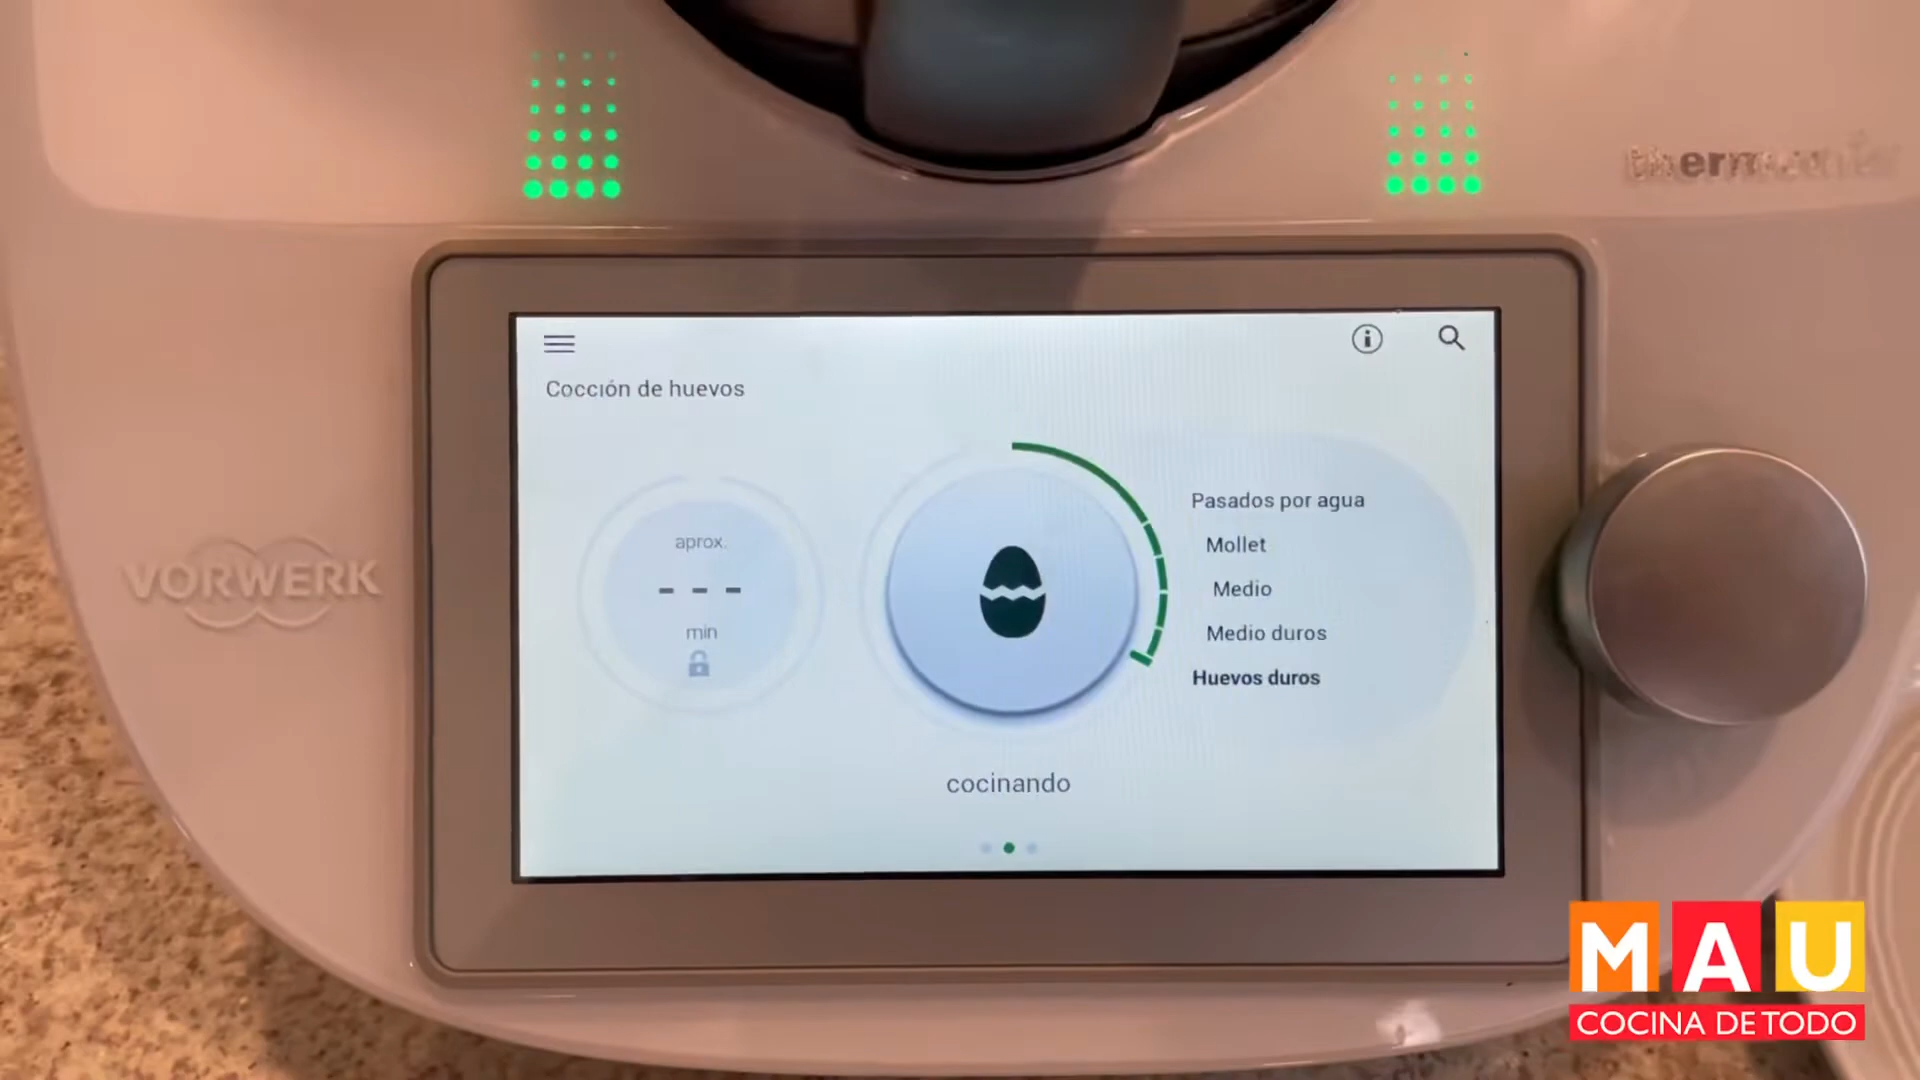 thermomix
Cocción de huevos
aprox.
---
min
Pasados por agua
Mollet
Medio
Medio duros
Huevos duros
cocinando
VORWERK
MAU
COCINA DE TODO